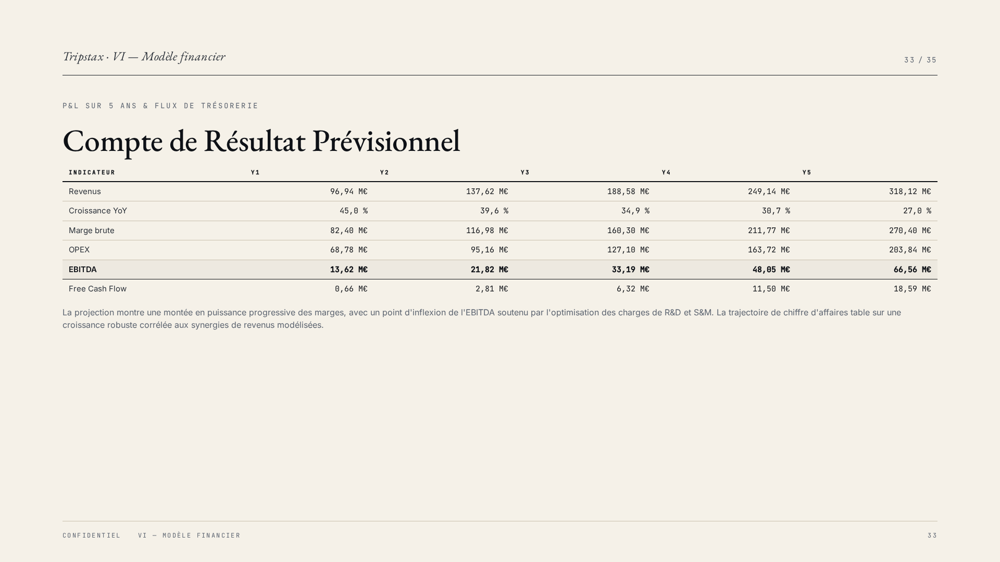 Tripstax · VI — Modèle financier
33 / 35
P&L SUR 5 ANS & FLUX DE TRÉSORERIE
Compte de Résultat Prévisionnel
INDICATEUR Y1 Y2 Y3 Y4 Y5
Revenus 96,94 M€ 137,62 M€ 188,58 M€ 249,14 M€ 318,12 M€
Croissance YoY 45,0 % 39,6 % 34,9 % 30,7 % 27,0 %
Marge brute 82,40 M€ 116,98 M€ 160,30 M€ 211,77 M€ 270,40 M€
OPEX 68,78 M€ 95,16 M€ 127,10 M€ 163,72 M€ 203,84 M€
EBITDA 13,62 M€ 21,82 M€ 33,19 M€ 48,05 M€ 66,56 M€
Free Cash Flow 0,66 M€ 2,81 M€ 6,32 M€ 11,50 M€ 18,59 M€
La projection montre une montée en puissance progressive des marges, avec un point d'inflexion de l'EBITDA soutenu par l'optimisation des charges de R&D et S&M. La trajectoire de chiffre d'affaires table sur une
croissance robuste corrélée aux synergies de revenus modélisées.
CONFIDENTIEL VI — MODÈLE FINANCIER
33